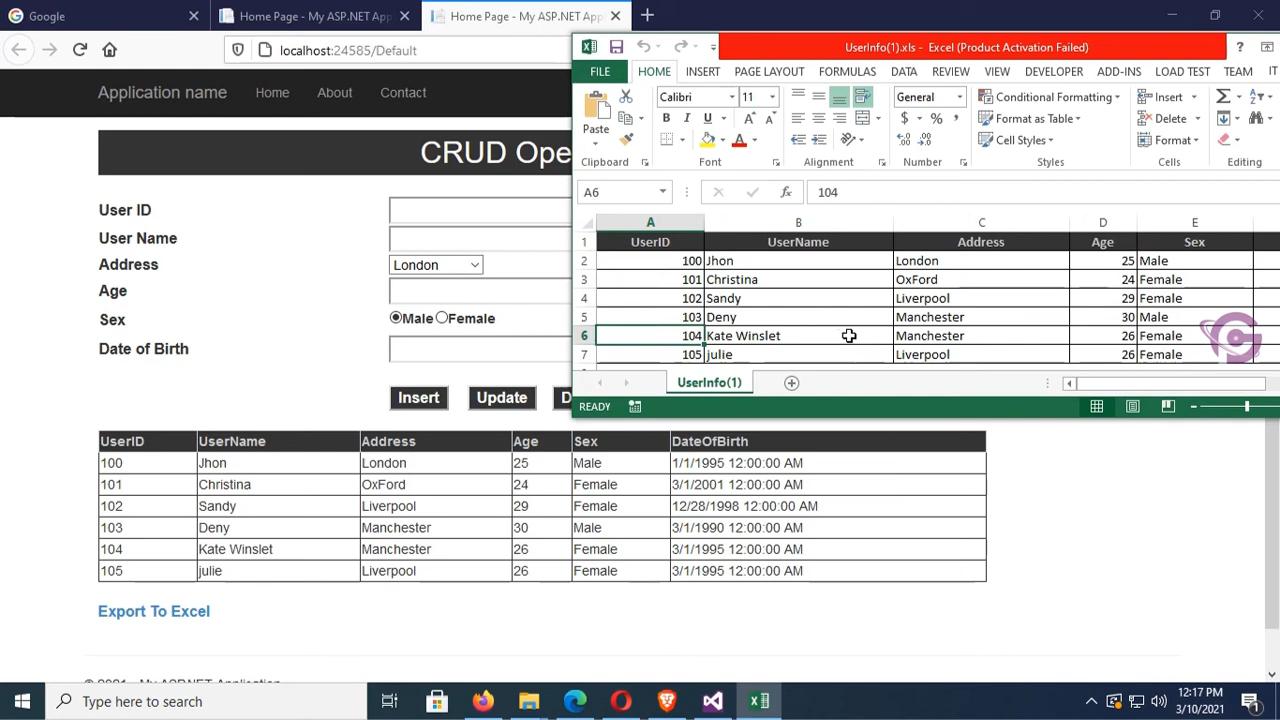 Google
Home Page - My ASP.NET App
Home Page - My ASP.NET App
localhost:24585/Default
Application name
Home
About
Contact
CRUD Ope
User ID
User Name
Address
London
Age
Sex
Male
Female
Date of Birth
Insert
Update
D
UserID UserName Address Age Sex DateOfBirth
100 Jhon London 25 Male 1/1/1995 12:00:00 AM
101 Christina OxFord 24 Female 3/1/2001 12:00:00 AM
102 Sandy Liverpool 29 Female 12/28/1998 12:00:00 AM
103 Deny Manchester 30 Male 3/1/1990 12:00:00 AM
104 Kate Winslet Manchester 26 Female 3/1/1995 12:00:00 AM
105 julie Liverpool 26 Female 3/1/1995 12:00:00 AM
Export To Excel
My ASP.NET Application
UserInfo(1).xls - Excel (Product Activation Failed)
FILE HOME INSERT PAGE LAYOUT FORMULAS DATA REVIEW VIEW DEVELOPER ADD-INS LOAD TEST TEAM IT
Paste
Clipboard
Calibri 11
B I U
Font
Alignment
General
$ % ,
Number
Conditional Formatting
Format as Table
Cell Styles
Styles
Insert
Delete
Format
Cells
Editing
A6 fx 104
A B C D E
1 UserID UserName Address Age Sex
2 100 Jhon London 25 Male
3 101 Christina OxFord 24 Female
4 102 Sandy Liverpool 29 Female
5 103 Deny Manchester 30 Male
6 104 Kate Winslet Manchester 26 Female
7 105 julie Liverpool 26 Female
UserInfo(1)
READY
Type here to search
12:17 PM
3/10/2021
1